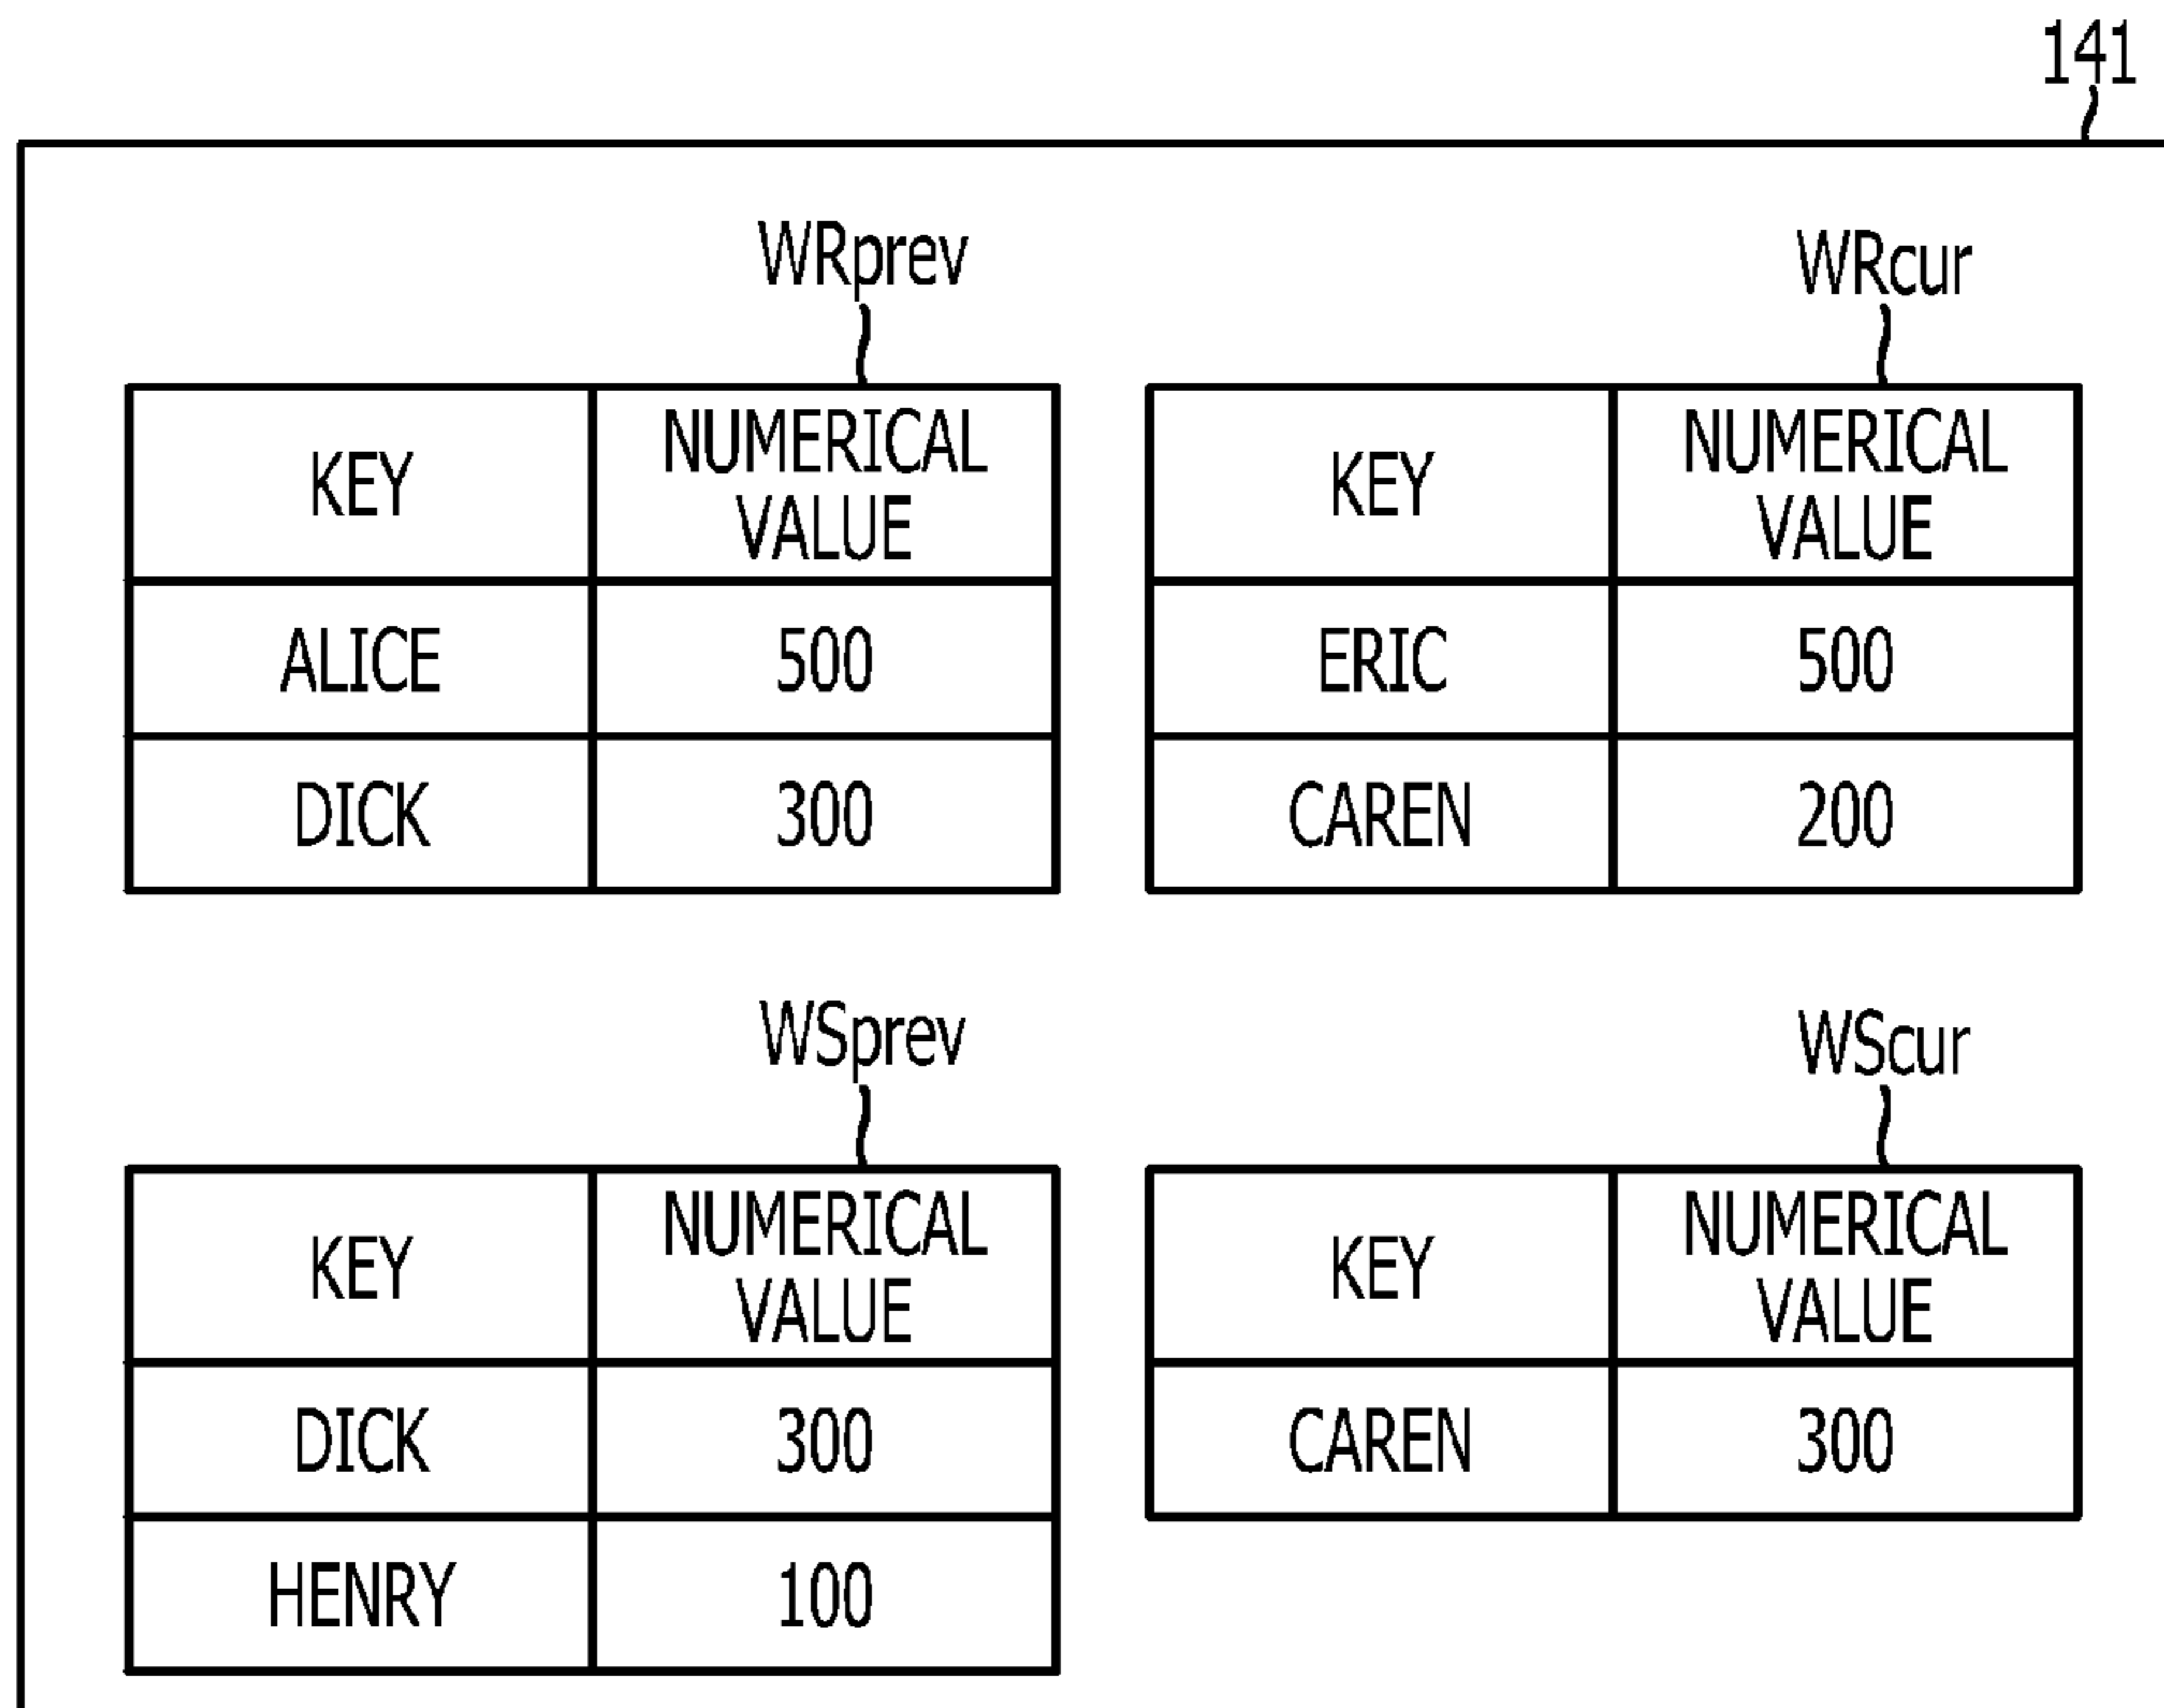 141
WRprev
WRcur
KEY
NUMERICAL
VALUE
ALICE
500
DICK
300
KEY
NUMERICAL
VALUE
ERIC
500
CAREN
200
WSprev
WScur
KEY
NUMERICAL
VALUE
DICK
300
HENRY
100
KEY
NUMERICAL
VALUE
CAREN
300